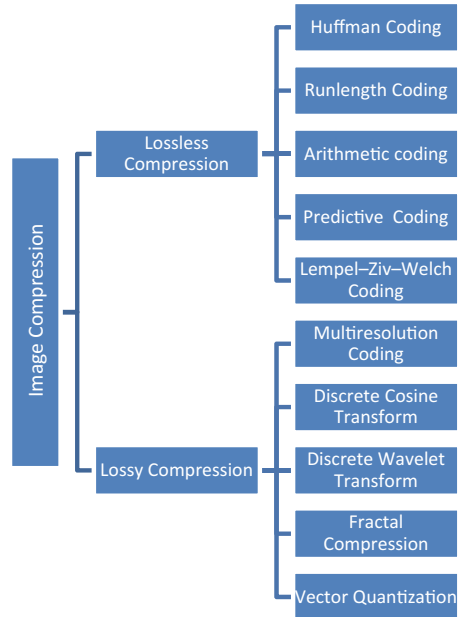 Image Compression
Lossless
Compression
Huffman Coding
Runlength Coding
Arithmetic coding
Predictive Coding
Lempel–Ziv–Welch
Coding
Lossy Compression
Multiresolution
Coding
Discrete Cosine
Transform
Discrete Wavelet
Transform
Fractal
Compression
Vector Quantization